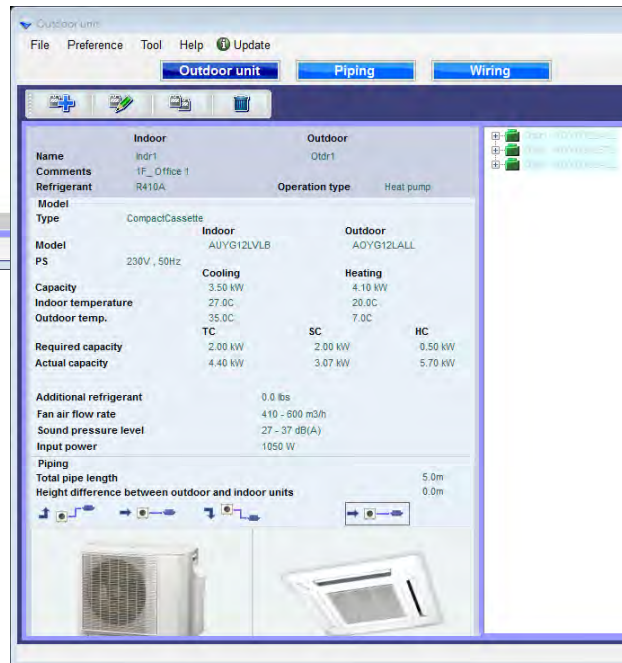 Outdoor unit
File Preference Tool Help Update
Outdoor unit Piping Wiring
Indoor Outdoor
Name Indr1 Otdr1
Comments 1F_ Office 1
Refrigerant R410A Operation type Heat pump
Model
Type CompactCassette
Indoor Outdoor
Model AUYG12LVLB AOYG12LALL
PS 230V , 50Hz
Cooling Heating
Capacity 3.50 kW 4.10 kW
Indoor temperature 27.0C 20.0C
Outdoor temp. 35.0C 7.0C
TC SC HC
Required capacity 2.00 kW 2.00 kW 0.50 kW
Actual capacity 4.40 kW 3.07 kW 5.70 kW
Additional refrigerant 0.0 lbs
Fan air flow rate 410 - 600 m3/h
Sound pressure level 27 - 37 dB(A)
Input power 1050 W
Piping
Total pipe length 5.0m
Height difference between outdoor and indoor units 0.0m